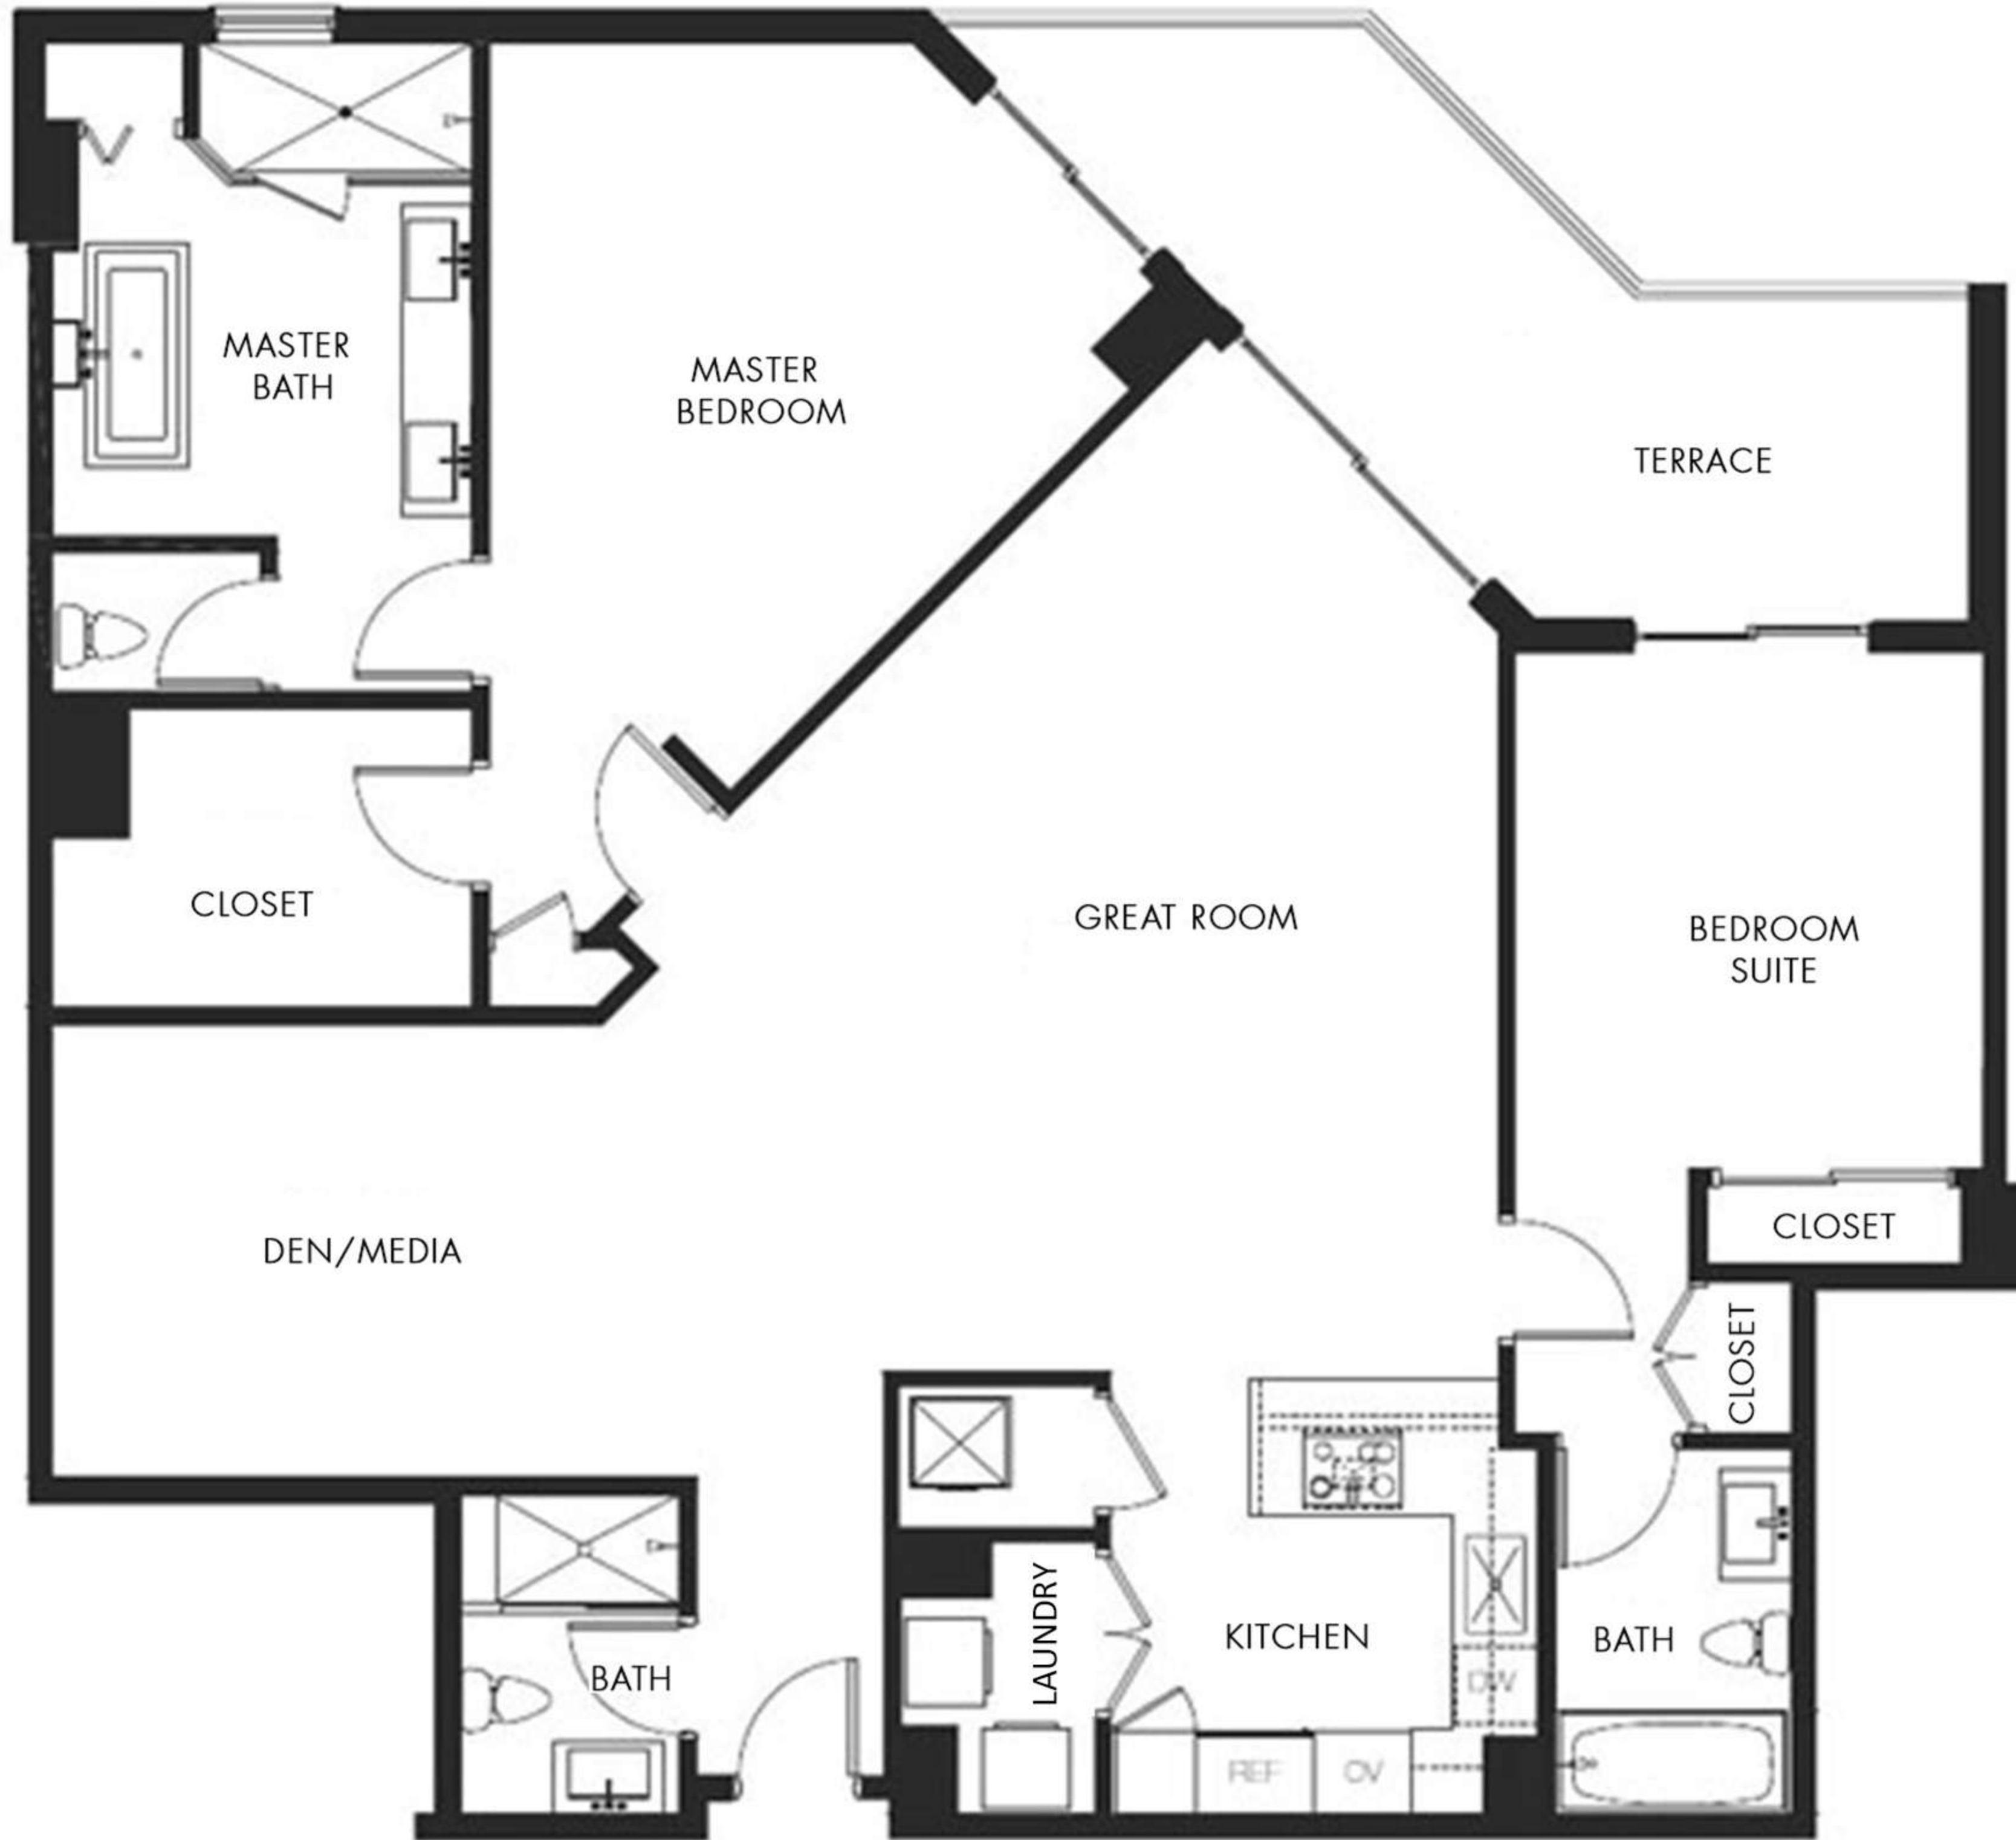 MASTER
BATH
MASTER
BEDROOM
TERRACE
CLOSET
GREAT ROOM
BEDROOM
SUITE
DEN/MEDIA
CLOSET
CLOSET
LAUNDRY
KITCHEN
BATH
BATH
DW
REF
OV